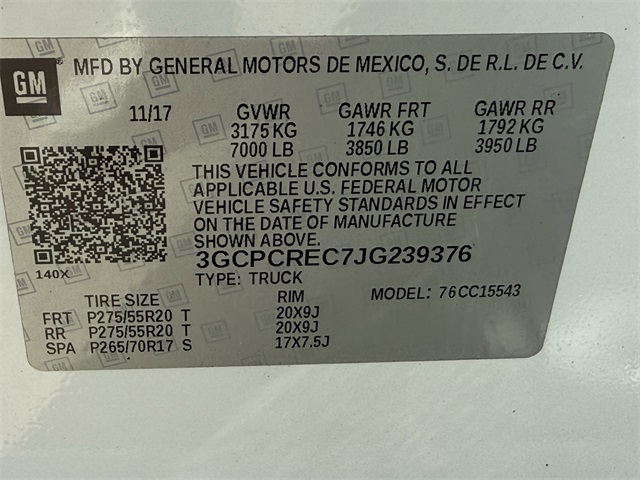 GM MFD BY GENERAL MOTORS DE MEXICO, S. DE R.L. DE C.V.
11/17 GVWR GAWR FRT GAWR RR
3175 KG 1746 KG 1792 KG
7000 LB 3850 LB 3950 LB
THIS VEHICLE CONFORMS TO ALL
APPLICABLE U.S. FEDERAL MOTOR
VEHICLE SAFETY STANDARDS IN EFFECT
ON THE DATE OF MANUFACTURE
SHOWN ABOVE.
140X 3GCPCREC7JG239376
TYPE: TRUCK
TIRE SIZE RIM MODEL: 76CC15543
FRT P275/55R20 T 20X9J
RR P275/55R20 T 20X9J
SPA P265/70R17 S 17X7.5J